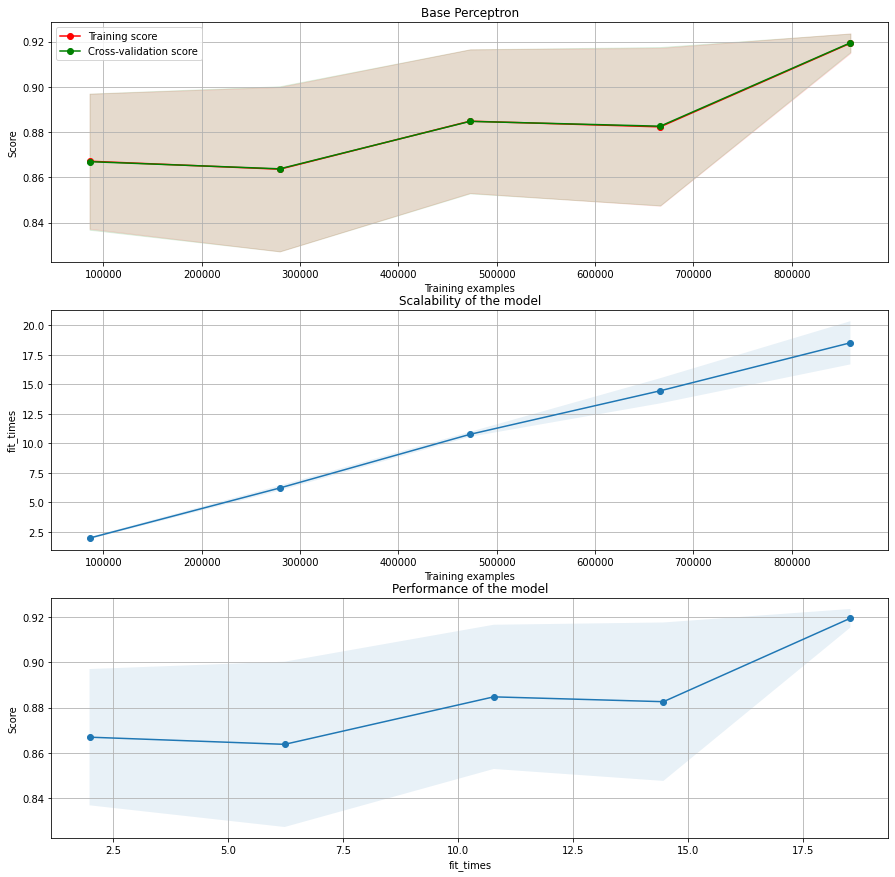 Base Perceptron
Training score
Cross-validation score
0.92
0.90
0.88
0.86
0.84
Score
100000 200000 300000 400000 500000 600000 700000 800000
Training examples
Scalability of the model
20.0
17.5
15.0
12.5
10.0
7.5
5.0
2.5
fit_times
100000 200000 300000 400000 500000 600000 700000 800000
Training examples
Performance of the model
0.92
0.90
0.88
0.86
0.84
Score
2.5 5.0 7.5 10.0 12.5 15.0 17.5
fit_times